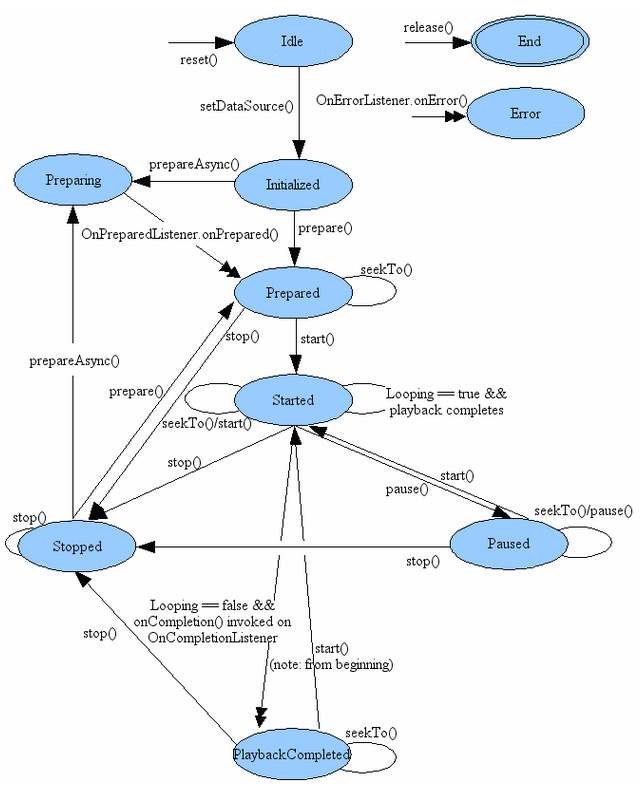 Idle
End
release()
reset()
setDataSource()
OnErrorListener.onError()
Error
prepareAsync()
Preparing
Initialized
OnPreparedListener.onPrepared()
prepare()
seekTo()
Prepared
stop()
start()
prepareAsync()
prepare()
Started
Looping == true &&
playback completes
seekTo()/start()
stop()
start()
pause()
stop()
seekTo()/pause()
Stopped
Paused
stop()
Looping == false &&
onCompletion() invoked on
OnCompletionListener
stop()
start()
(note: from beginning)
seekTo()
PlaybackCompleted